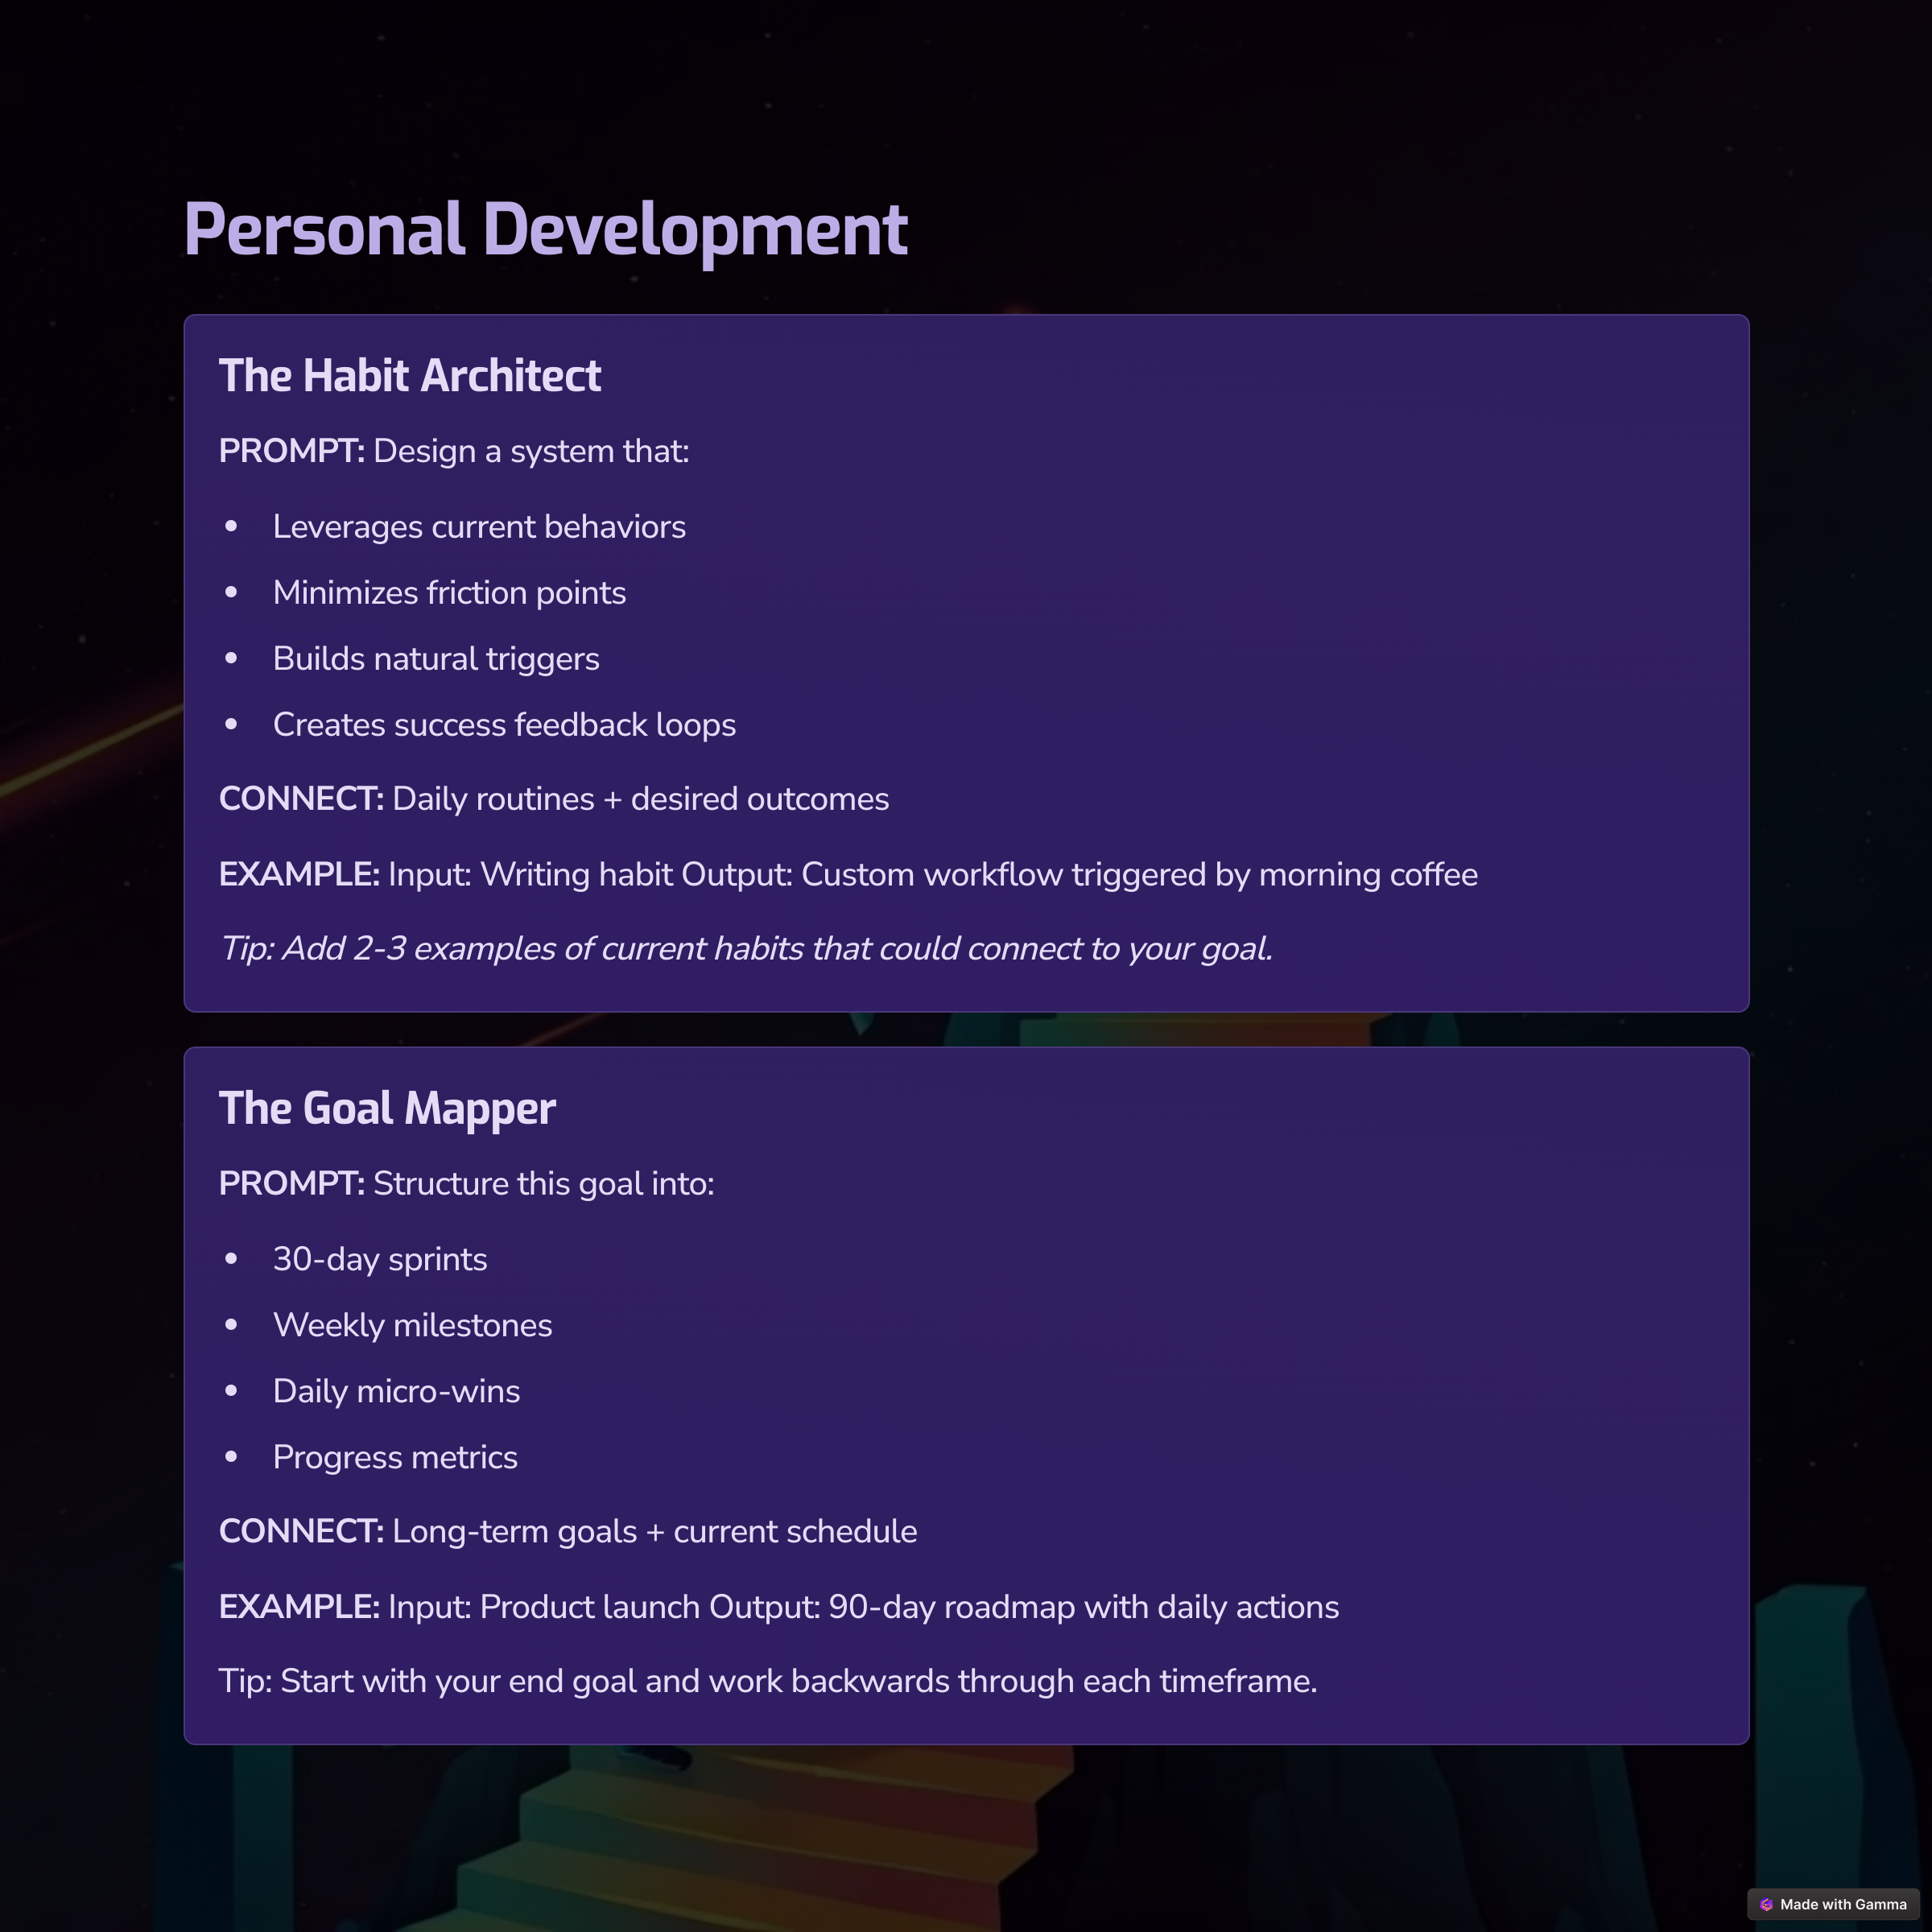 Personal Development
The Habit Architect
PROMPT: Design a system that:
• Leverages current behaviors
• Minimizes friction points
• Builds natural triggers
• Creates success feedback loops
CONNECT: Daily routines + desired outcomes
EXAMPLE: Input: Writing habit Output: Custom workflow triggered by morning coffee
Tip: Add 2-3 examples of current habits that could connect to your goal.
The Goal Mapper
PROMPT: Structure this goal into:
• 30-day sprints
• Weekly milestones
• Daily micro-wins
• Progress metrics
CONNECT: Long-term goals + current schedule
EXAMPLE: Input: Product launch Output: 90-day roadmap with daily actions
Tip: Start with your end goal and work backwards through each timeframe.
Made with Gamma